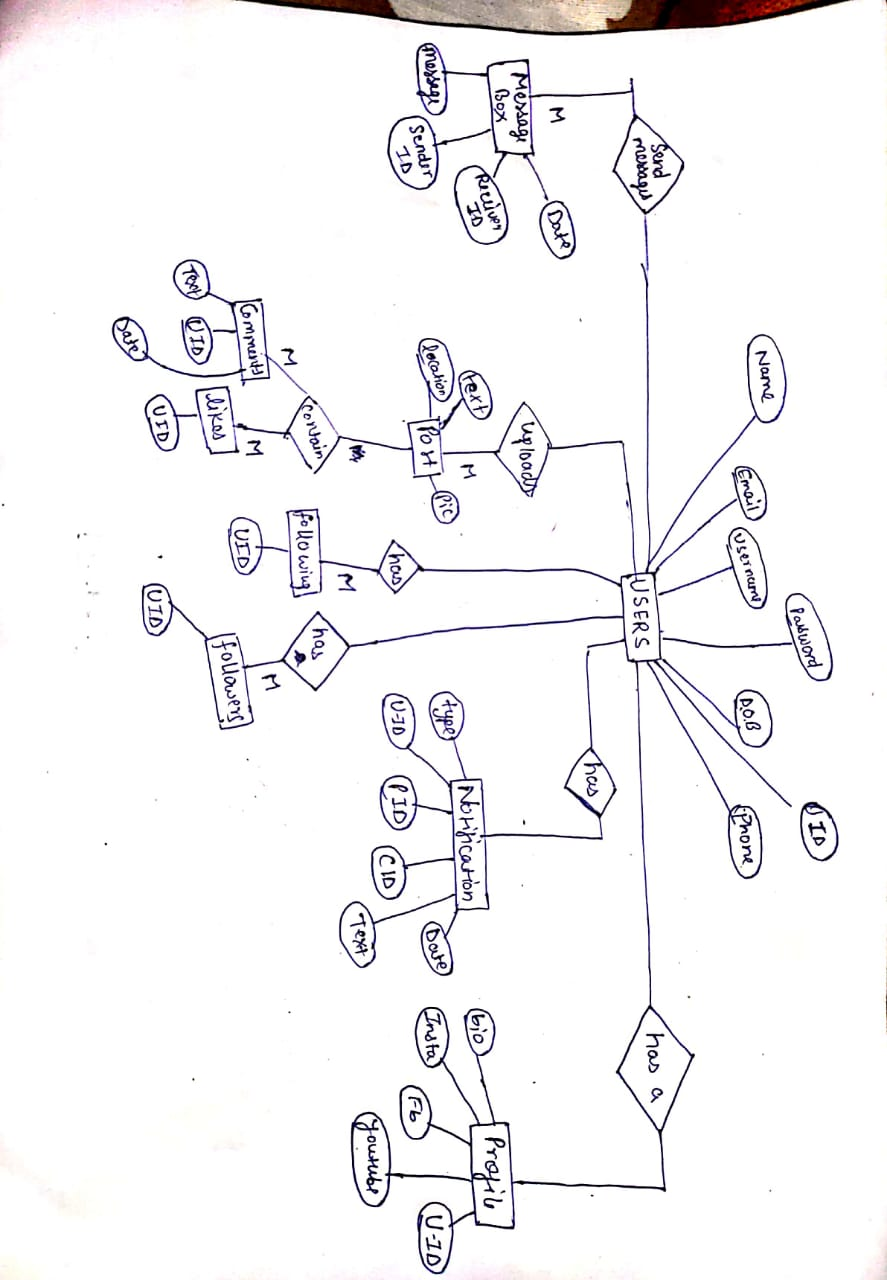 Name
Email
Username
Password
D.O.B
UID
Phone
USERS
Send
messages
M
Message
Box
message
Sender
ID
Receiver
ID
Date
Uploads
M
Post
location
text
Pic
contain
M
Comments
Text
UID
Date
M
likes
UID
has
M
following
UID
has
M
followers
UID
has
Notification
type
U-ID
PID
CID
Text
Date
has a
Profile
bio
Insta
Fb
Youtube
U-ID